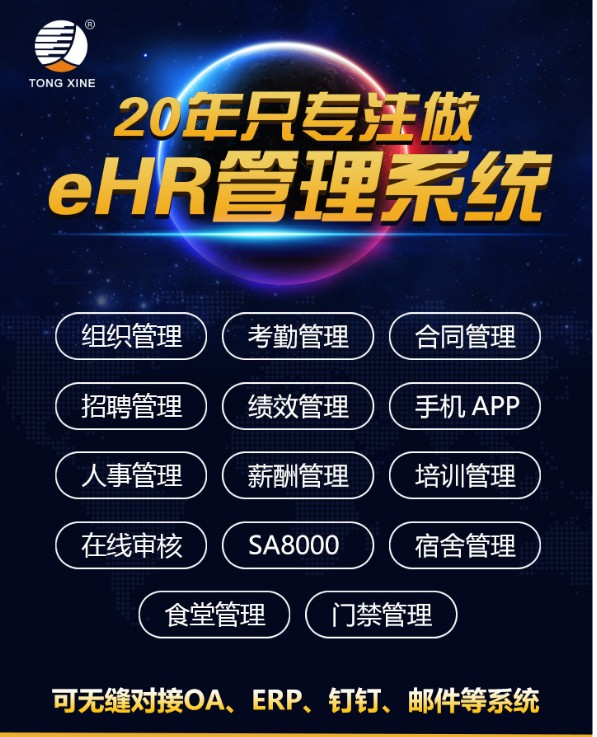 ®
TONG XINE
20年只专注做
eHR管理系统
组织管理 考勤管理 合同管理
招聘管理 绩效管理 手机 APP
人事管理 薪酬管理 培训管理
在线审核 SA8000 宿舍管理
食堂管理 门禁管理
可无缝对接OA、ERP、钉钉、邮件等系统